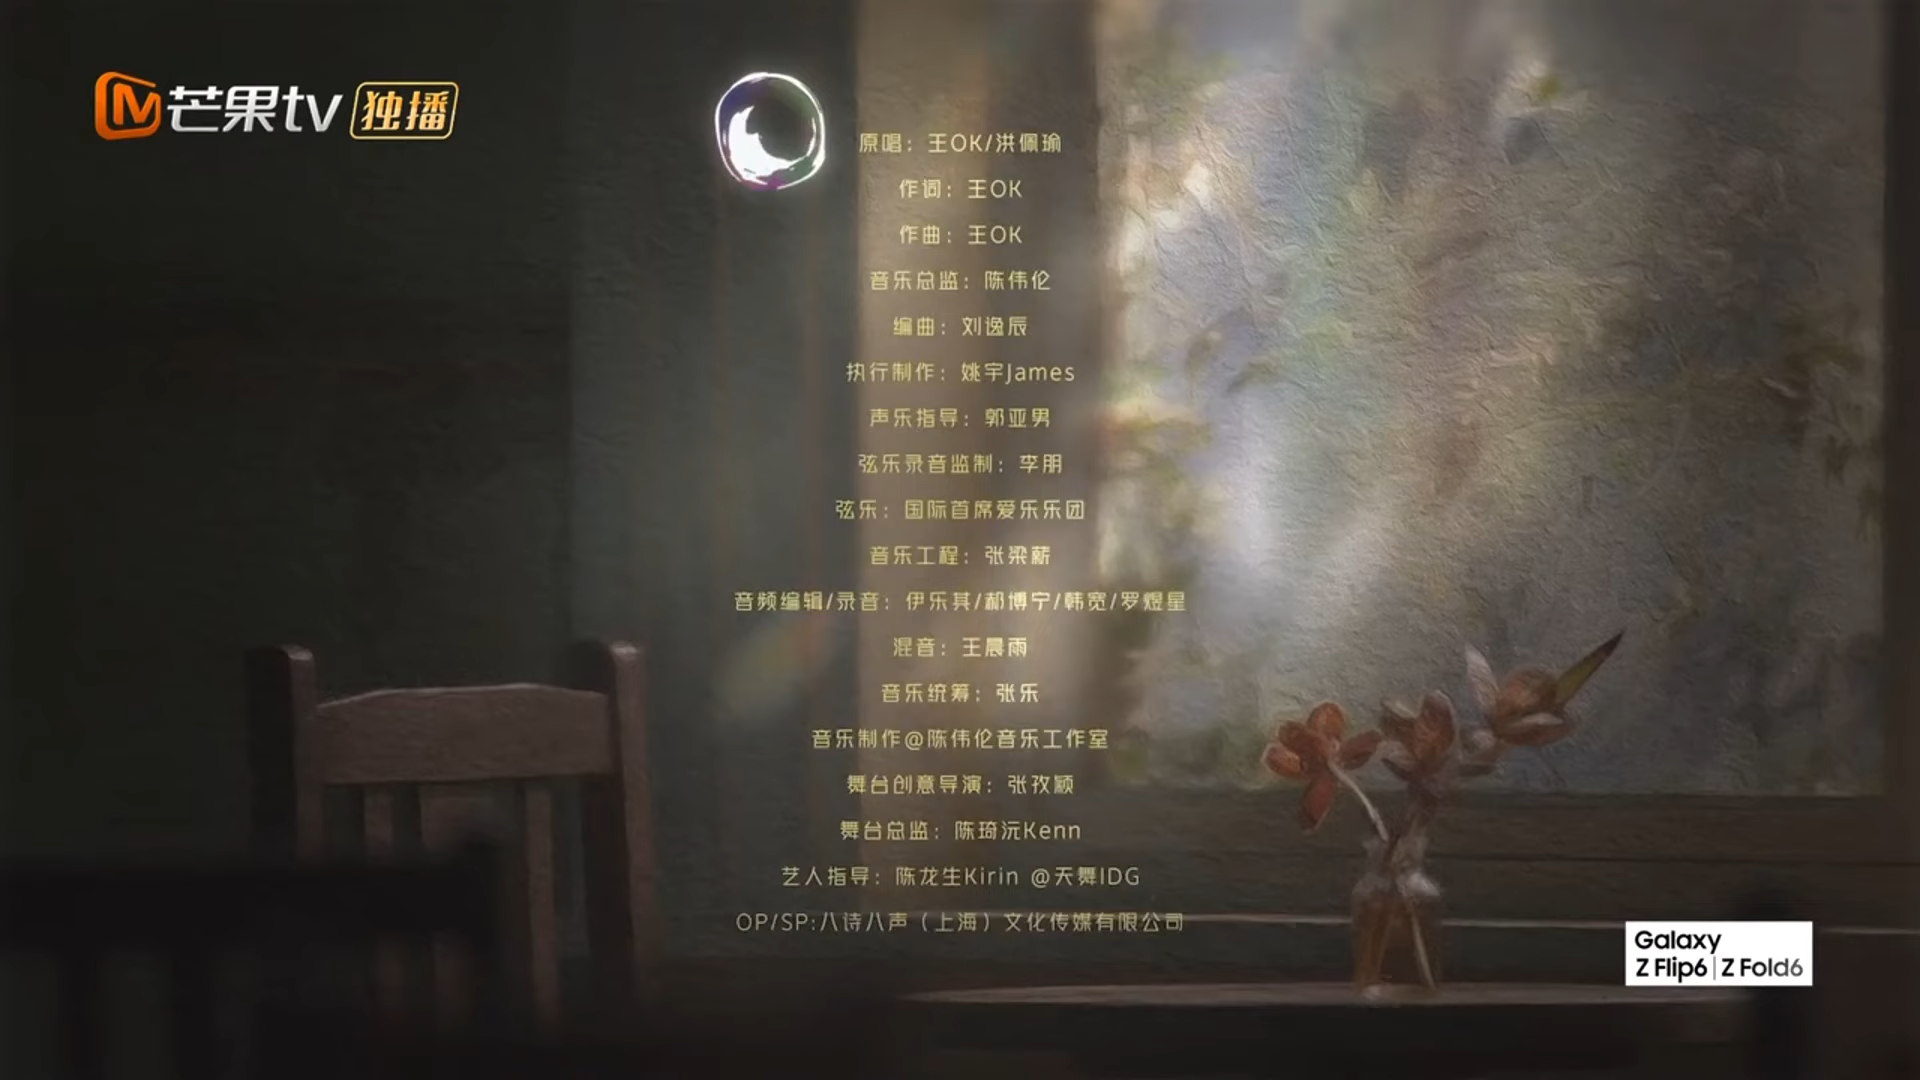 芒果tv 独播
原唱：王OK/洪佩瑜
作词：王OK
作曲：王OK
音乐总监：陈伟伦
编曲：刘逸辰
执行制作：姚宇James
声乐指导：郭亚男
弦乐录音监制：李朋
弦乐：国际首席爱乐乐团
音乐工程：张梁薪
音频编辑/录音：伊乐其/郝博宁/韩宽/罗煜星
混音：王晨雨
音乐统筹：张乐
音乐制作@陈伟伦音乐工作室
舞台创意导演：张孜颖
舞台总监：陈琦沅Kenn
艺人指导：陈龙生Kirin @天舞IDG
OP/SP:八诗八声（上海）文化传媒有限公司
Galaxy
Z Flip6 | Z Fold6